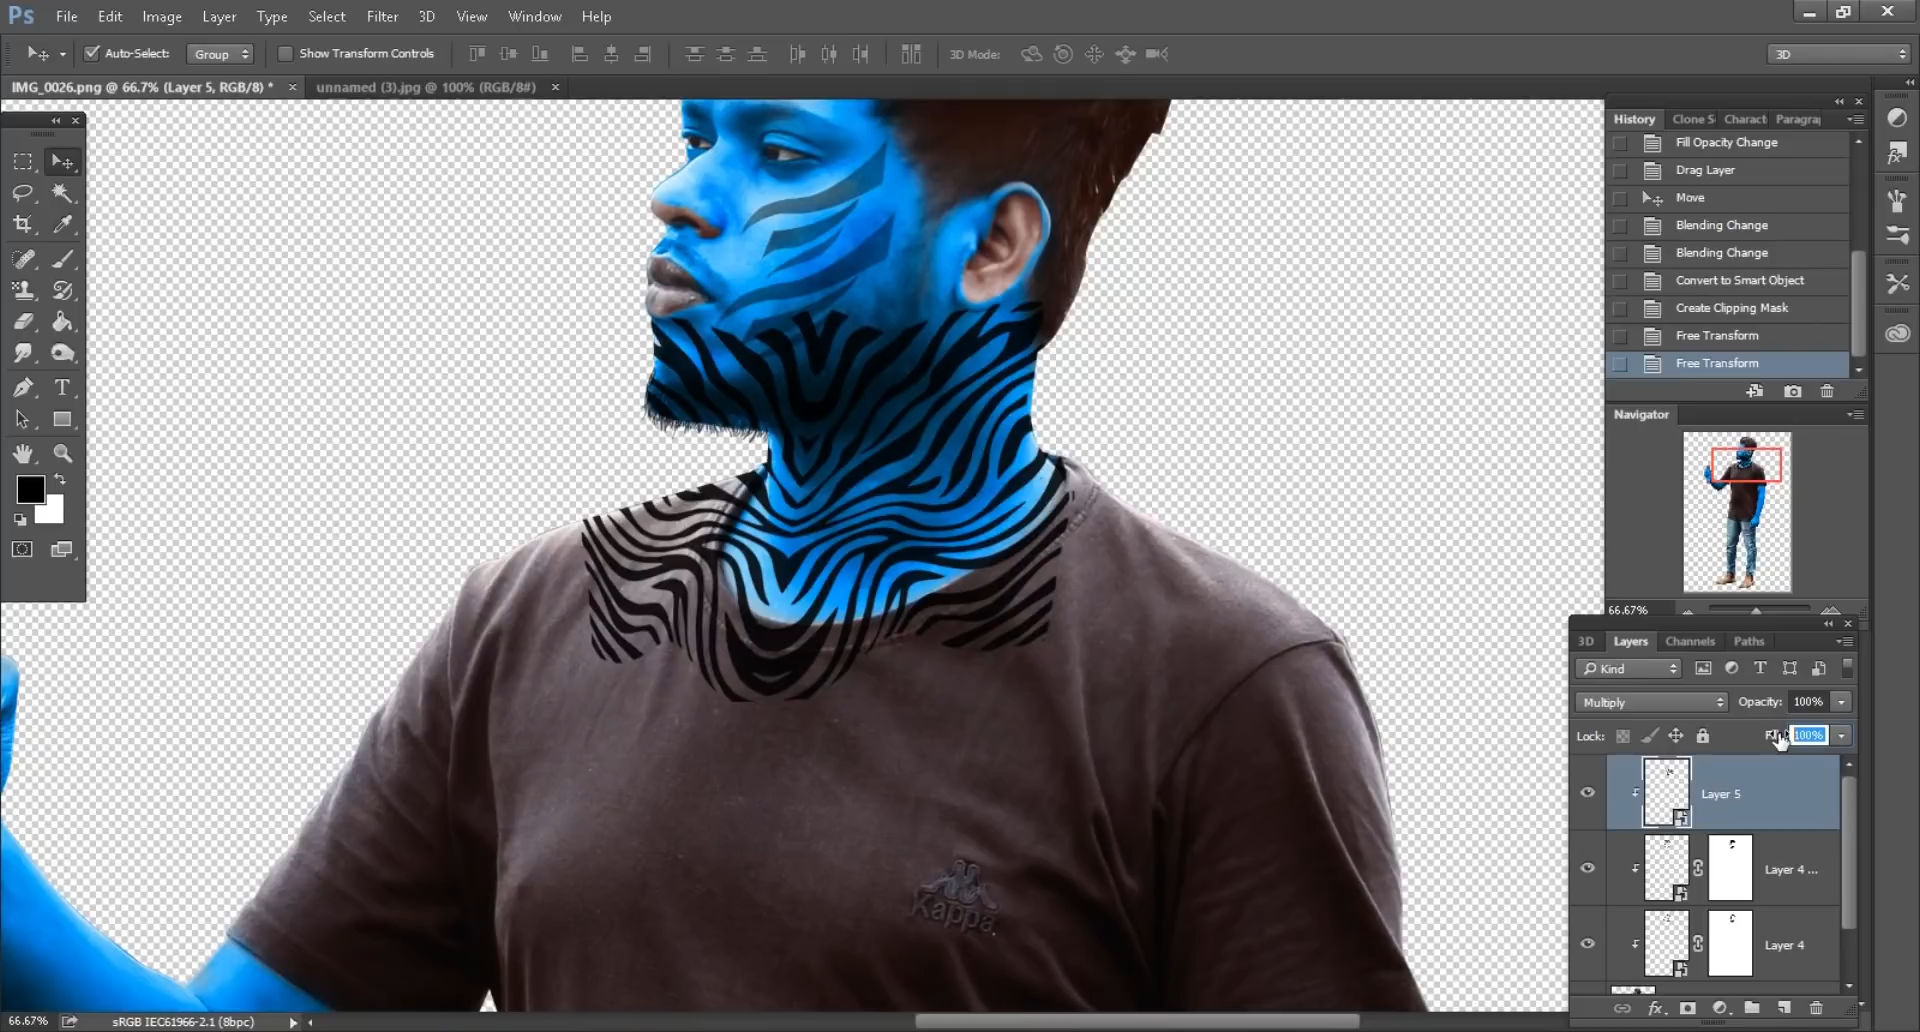 Ps File Edit Image Layer Type Select Filter 3D View Window Help
Auto-Select: Group Show Transform Controls 3D Mode: 3D
IMG_0026.png @ 66.7% (Layer 5, RGB/8) * unnamed (3).jpg @ 100% (RGB/8#)
History Clone S Charact Paragra
Fill Opacity Change
Drag Layer
Move
Blending Change
Blending Change
Convert to Smart Object
Create Clipping Mask
Free Transform
Free Transform
Navigator
66.67%
3D Layers Channels Paths
Kind
Multiply Opacity: 100%
Lock: 100%
Layer 5
Layer 4 ...
Layer 4
Kappa
66.67% sRGB IEC61966-2.1 (8bpc)